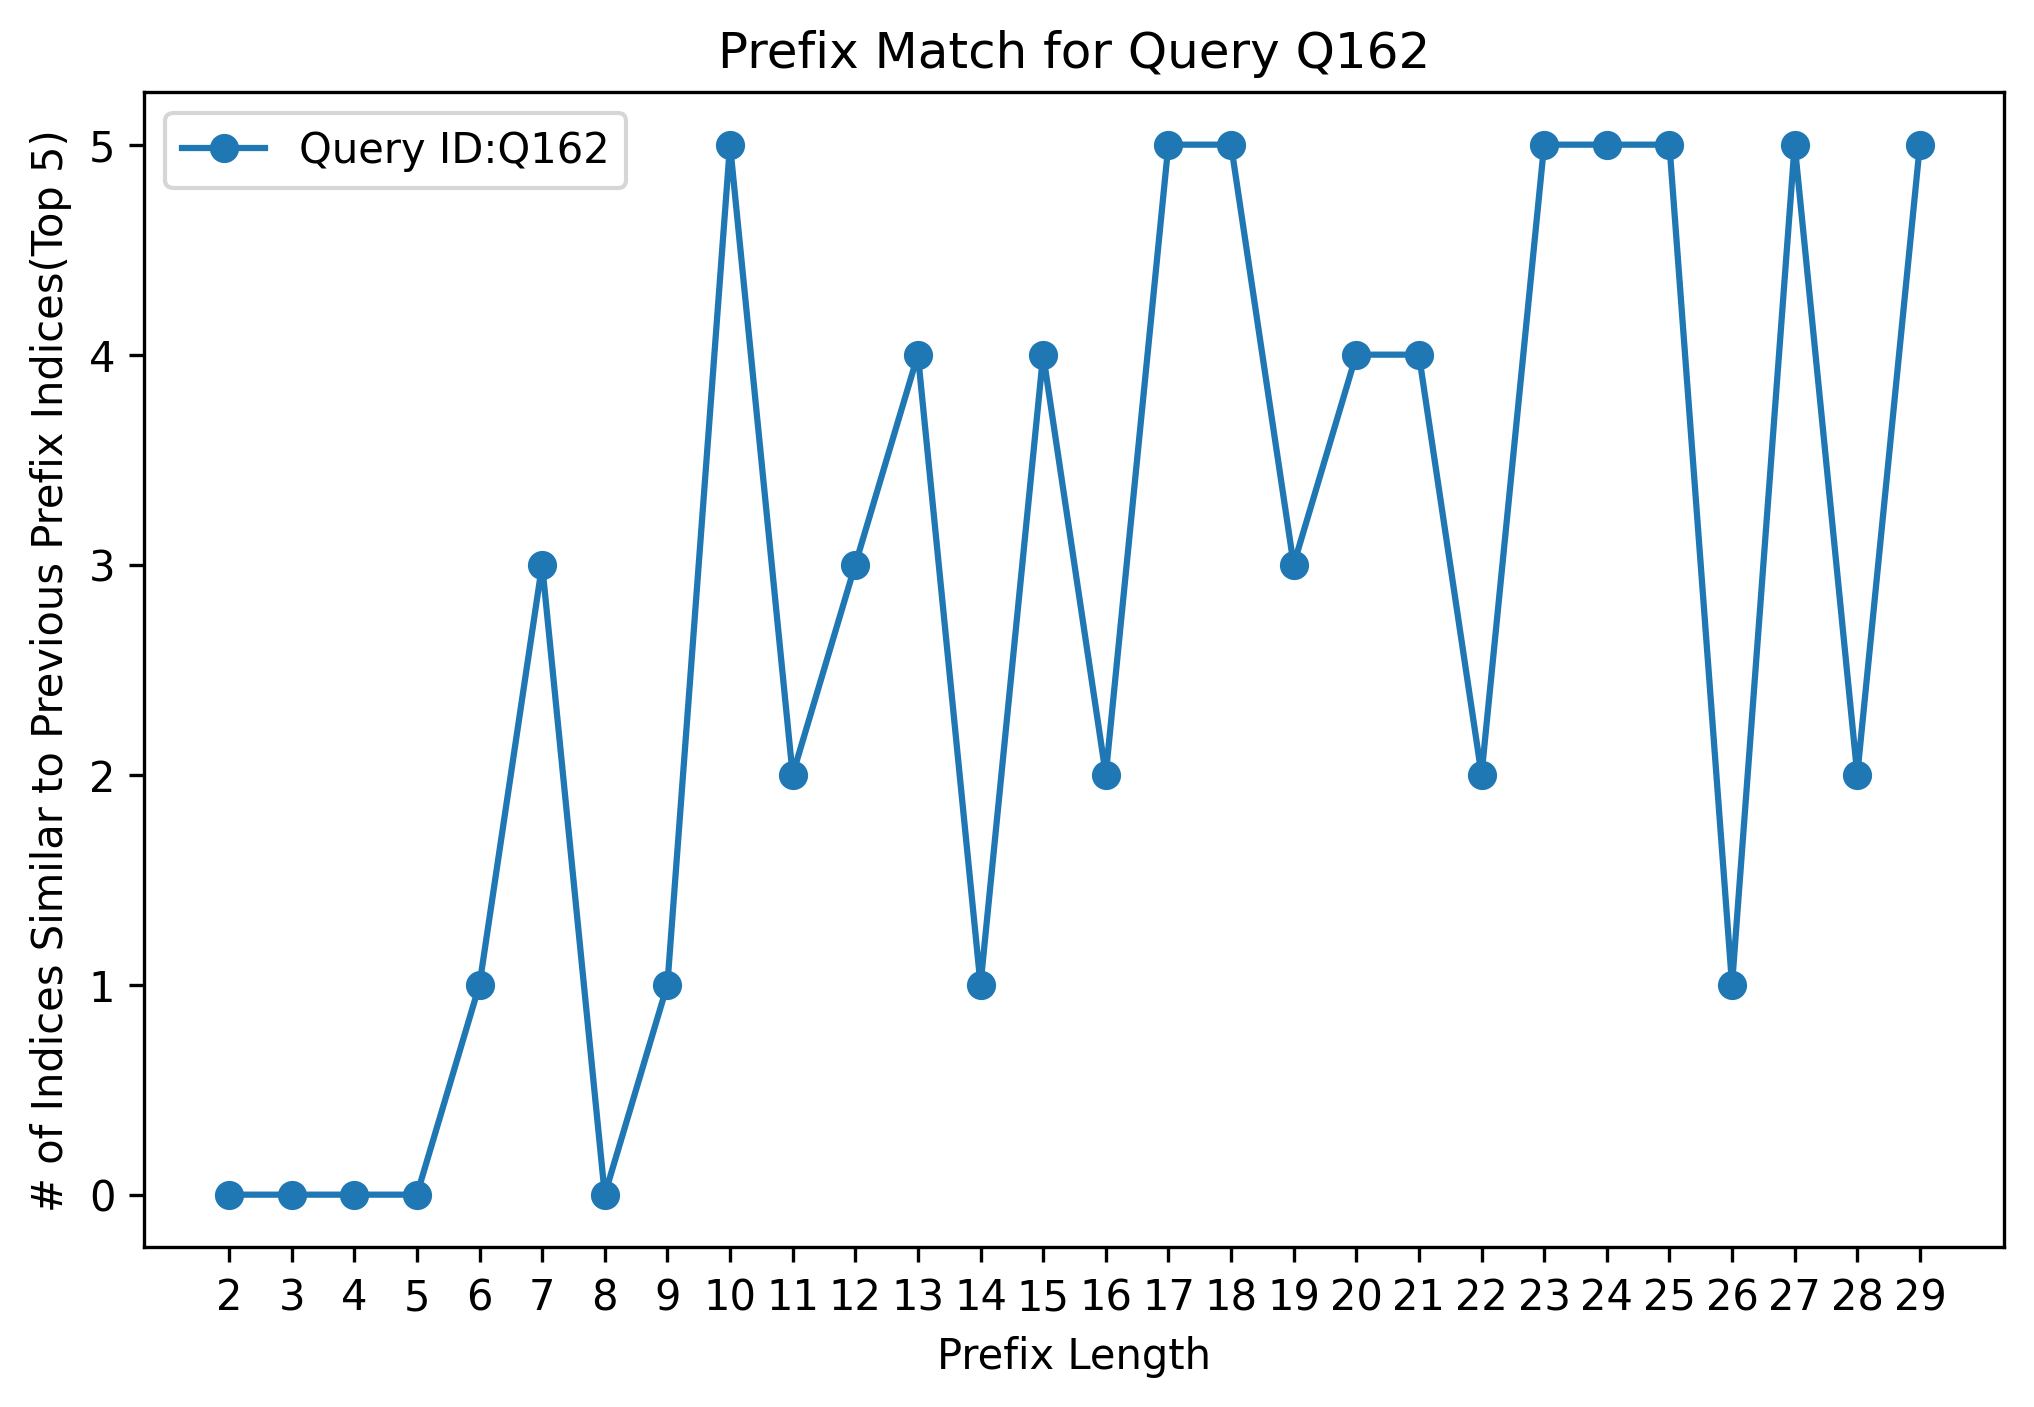 Prefix Match for Query Q162
Query ID:Q162
# of Indices Similar to Previous Prefix Indices(Top 5)
5
4
3
2
1
0
2 3 4 5 6 7 8 9 10 11 12 13 14 15 16 17 18 19 20 21 22 23 24 25 26 27 28 29
Prefix Length